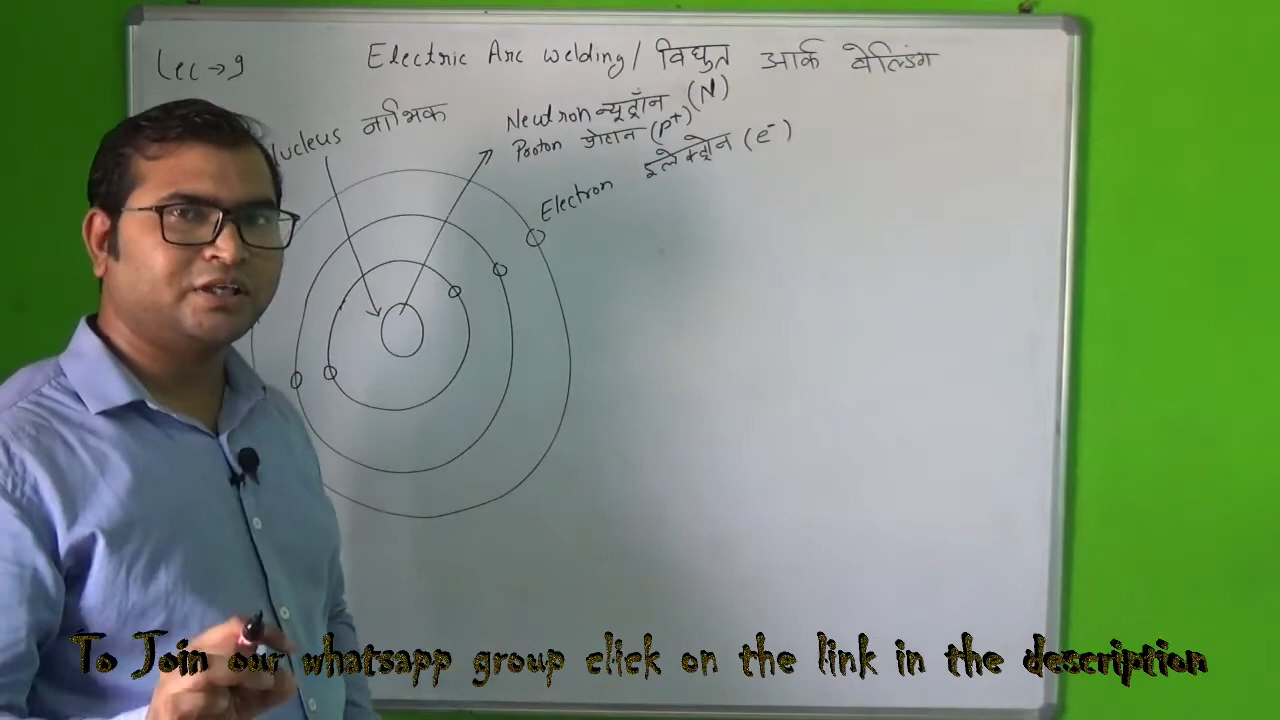 Lec → 9
Electric Arc welding / विघुत आर्क वेल्डिंग
Nucleus नाभिक
Neutron न्यूट्रॉन (N)
Proton प्रोटान (p+)
Electron इलेक्ट्रोन (e-)
To Join our whatsapp group click on the link in the description